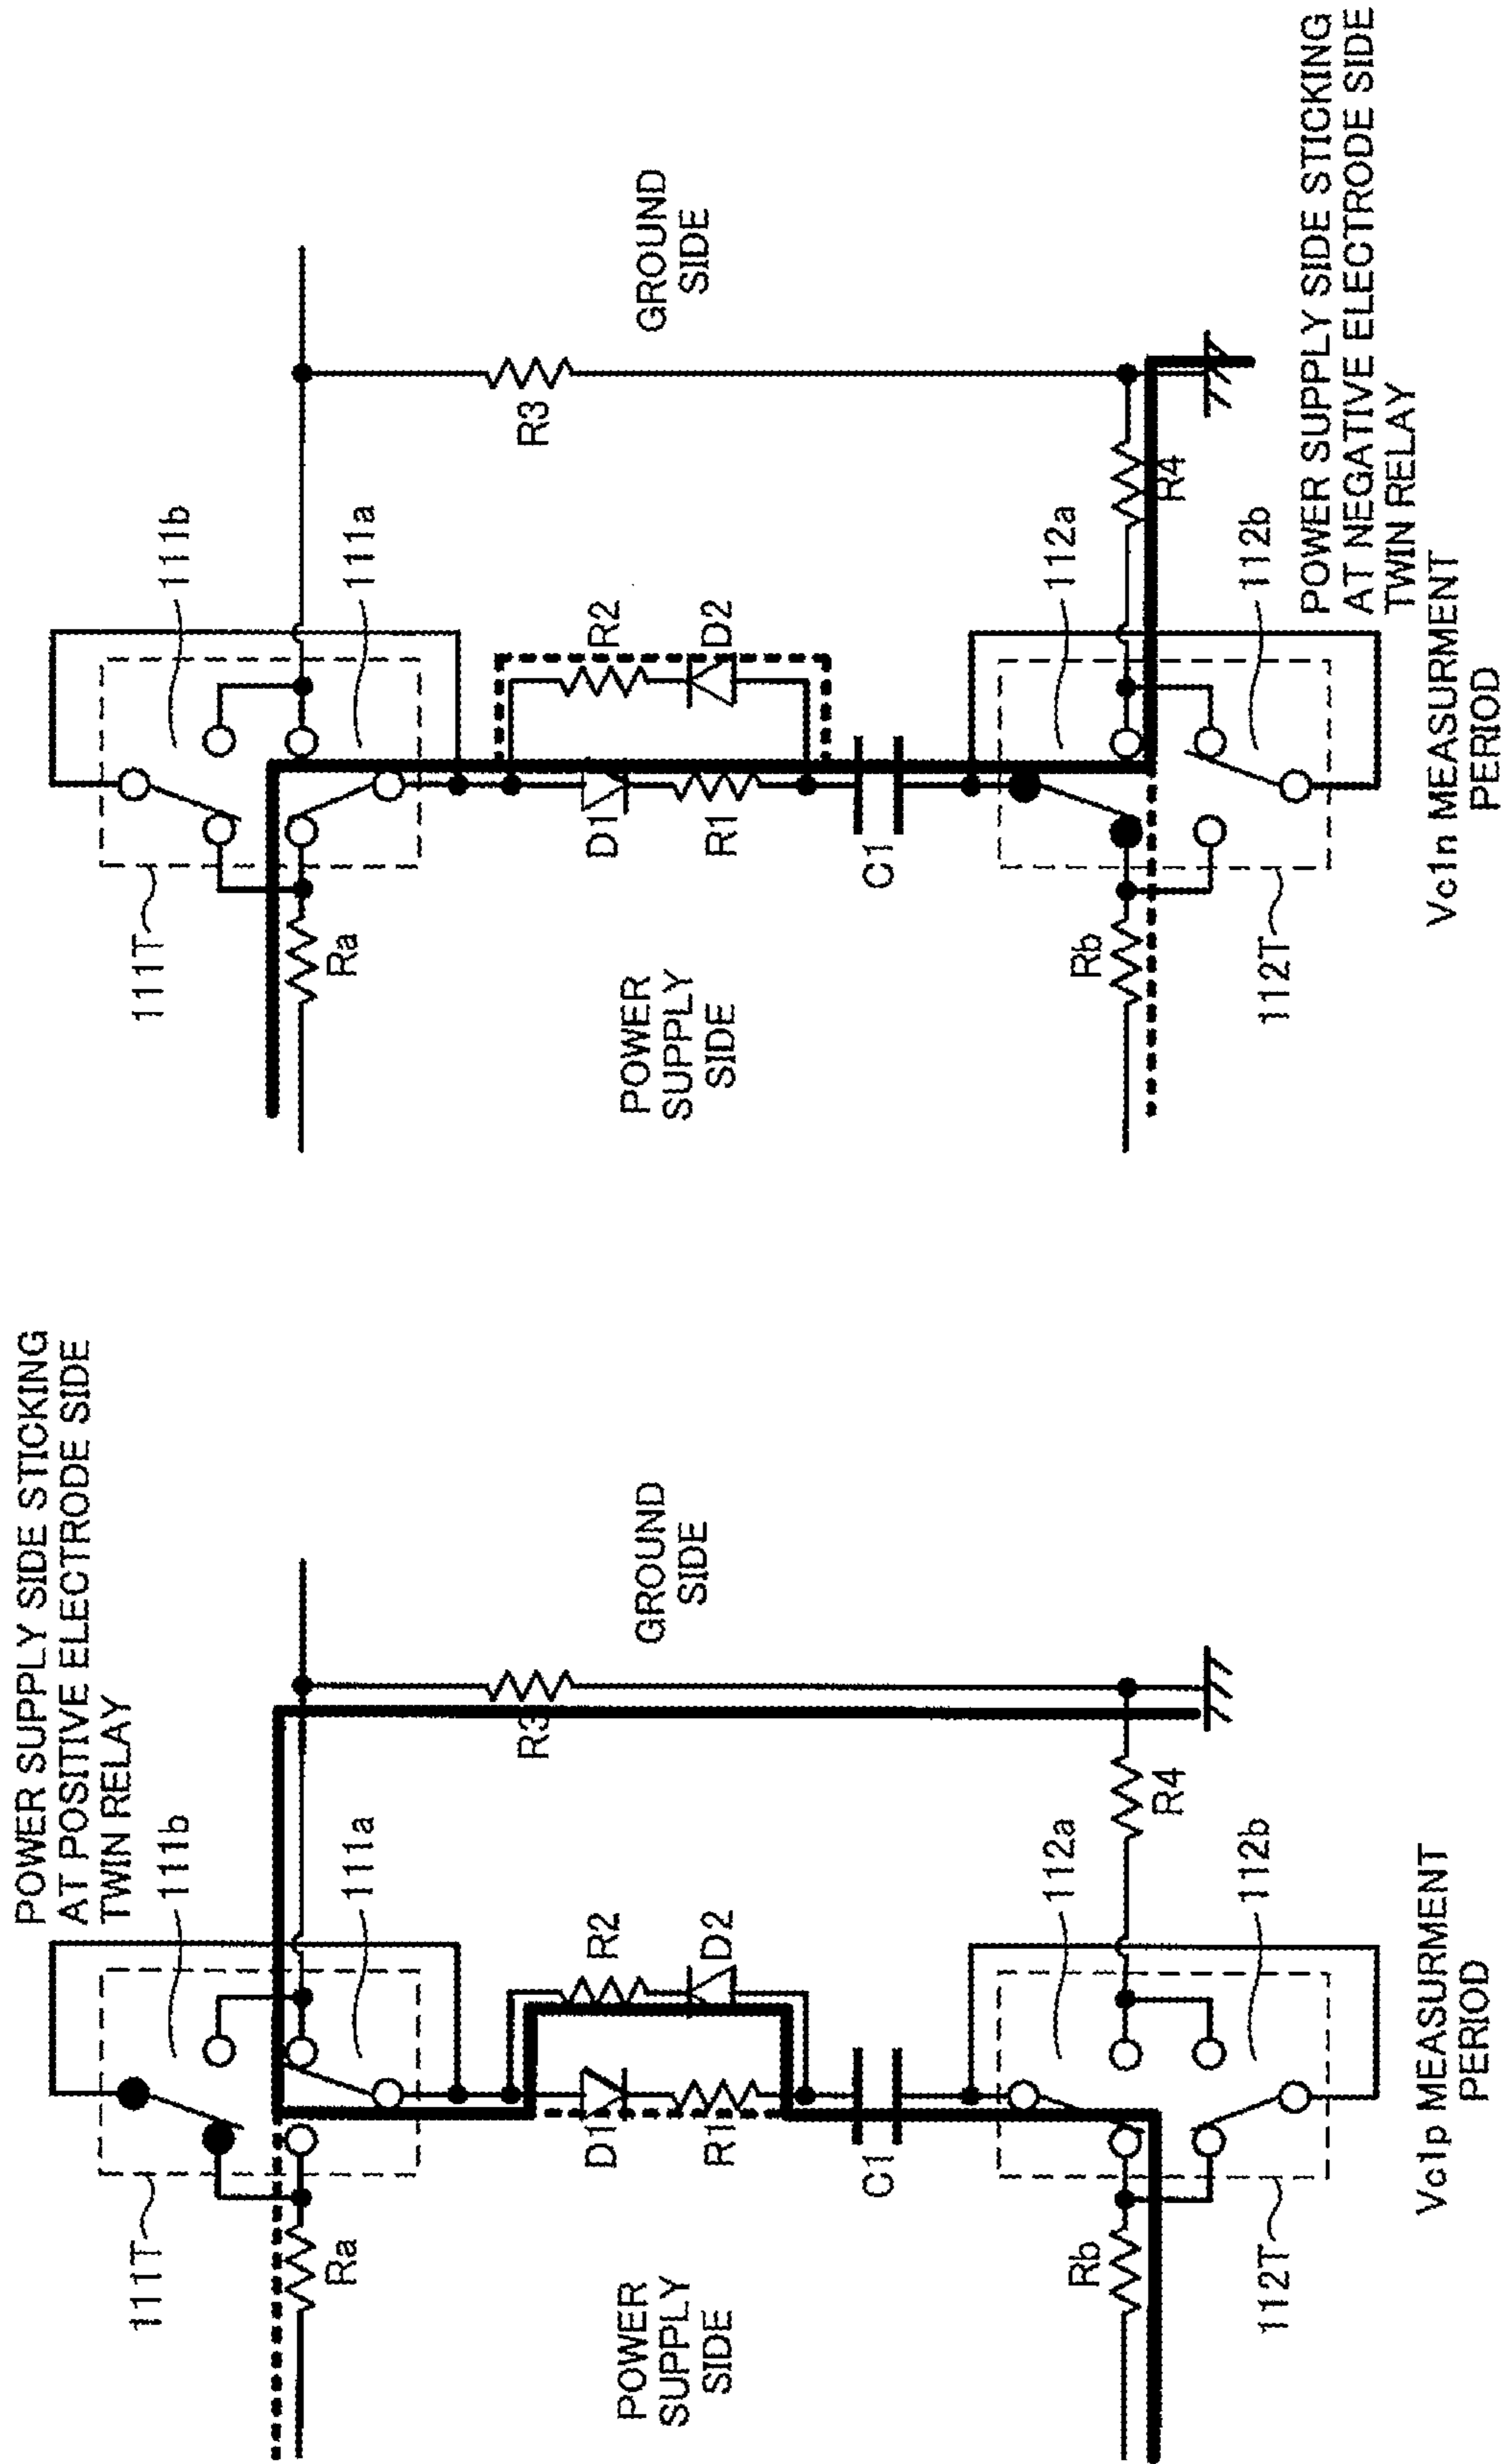 POWER SUPPLY SIDE STICKING
AT POSITIVE ELECTRODE SIDE
TWIN RELAY
111T
111b
111a
Ra
R3
POWER
SUPPLY
SIDE
GROUND
SIDE
D1
R1
R2
D2
C1
Rb
R4
112T
112a
112b
Vc1p MEASURMENT
PERIOD
111T
111b
111a
Ra
R3
POWER
SUPPLY
SIDE
GROUND
SIDE
D1
R1
R2
D2
C1
Rb
R4
112T
112a
112b
POWER SUPPLY SIDE STICKING
AT NEGATIVE ELECTRODE SIDE
TWIN RELAY
Vc1n MEASURMENT
PERIOD